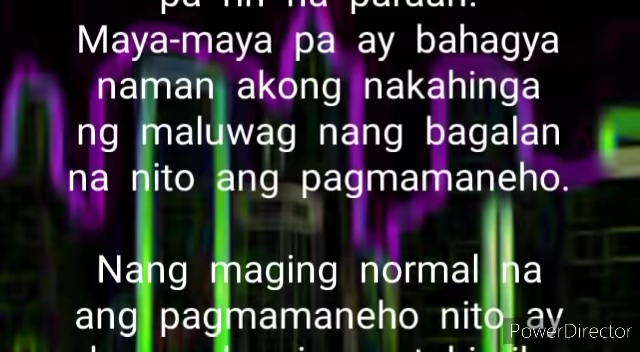 Maya-maya pa ay bahagya
naman akong nakahinga
ng maluwag nang bagalan
na nito ang pagmamaneho.
Nang maging normal na
ang pagmamaneho nito ay
PowerDirector